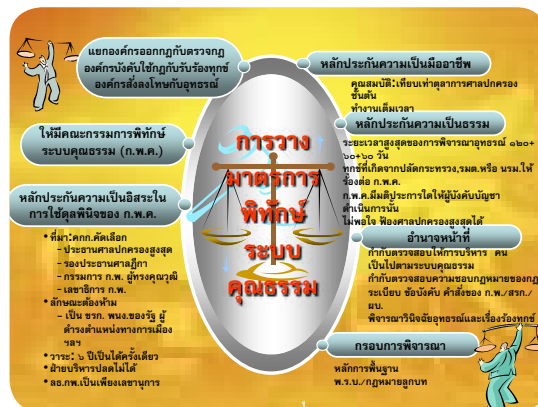 แยกองค์กรออกกฎกับตรวจกฎ
องค์กรบังคับใช้กฎกับรับร้องทุกข์
องค์กรสั่งลงโทษกับอุทธรณ์
ให้มีคณะกรรมการพิทักษ์
ระบบคุณธรรม (ก.พ.ค.)
หลักประกันความเป็นอิสระใน
การใช้ดุลพินิจของ ก.พ.ค.
• ที่มา:คกก.คัดเลือก
– ประธานศาลปกครองสูงสุด
– รองประธานศาลฎีกา
– กรรมการ ก.พ. ผู้ทรงคุณวุฒิ
– เลขาธิการ ก.พ.
• ลักษณะต้องห้าม
– เป็น ขรก. พนง.ของรัฐ ผู้
ดำรงตำแหน่งทางการเมือง
ฯลฯ
• วาระ: ๖ ปีเป็นได้ครั้งเดียว
• ฝ่ายบริหารปลดไม่ได้
• ลธ.กพ.เป็นเพียงเลขานุการ
การวาง
มาตรการ
พิทักษ์
ระบบ
คุณธรรม
หลักประกันความเป็นมืออาชีพ
คุณสมบัติ:เทียบเท่าตุลาการศาลปกครอง
ชั้นต้น
ทำงานเต็มเวลา
หลักประกันความเป็นธรรม
ระยะเวลาสูงสุดของการพิจารณาอุทธรณ์ ๑๒๐+
๖๐+๖๐ วัน
ทุกข์ที่เกิดจากปลัดกระทรวง,รมต.หรือ นรม.ให้
ร้องต่อ ก.พ.ค.
ก.พ.ค.มีมติประการใดให้ผู้บังคับบัญชา
ดำเนินการนั้น
ไม่พอใจ ฟ้องศาลปกครองสูงสุดได้
อำนาจหน้าที่
กำกับตรวจสอบให้การบริหาร คน
เป็นไปตามระบบคุณธรรม
กำกับตรวจสอบความชอบกฎหมายของกฎ
ระเบียบ ข้อบังคับ คำสั่งของ ก.พ./สรก./
ผบ.
พิจารณาวินิจฉัยอุทธรณ์และเรื่องร้องทุกข์
กรอบการพิจารณา
หลักการพื้นฐาน
พ.ร.บ./กฎหมายลูกบท
1